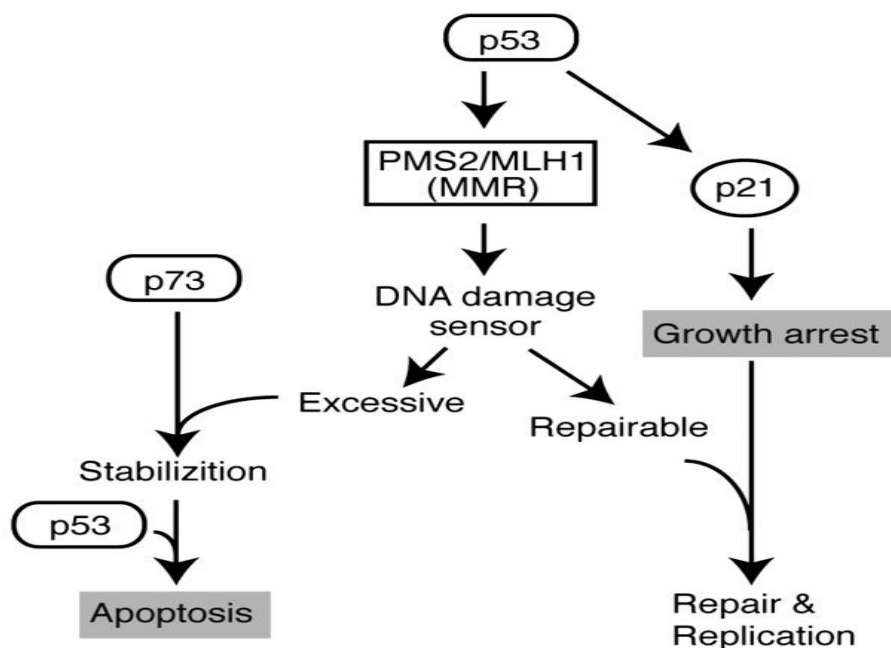 p53
PMS2/MLH1
(MMR)
p21
p73
DNA damage
sensor
Growth arrest
Excessive
Repairable
Stabilizition
p53
Apoptosis
Repair &
Replication